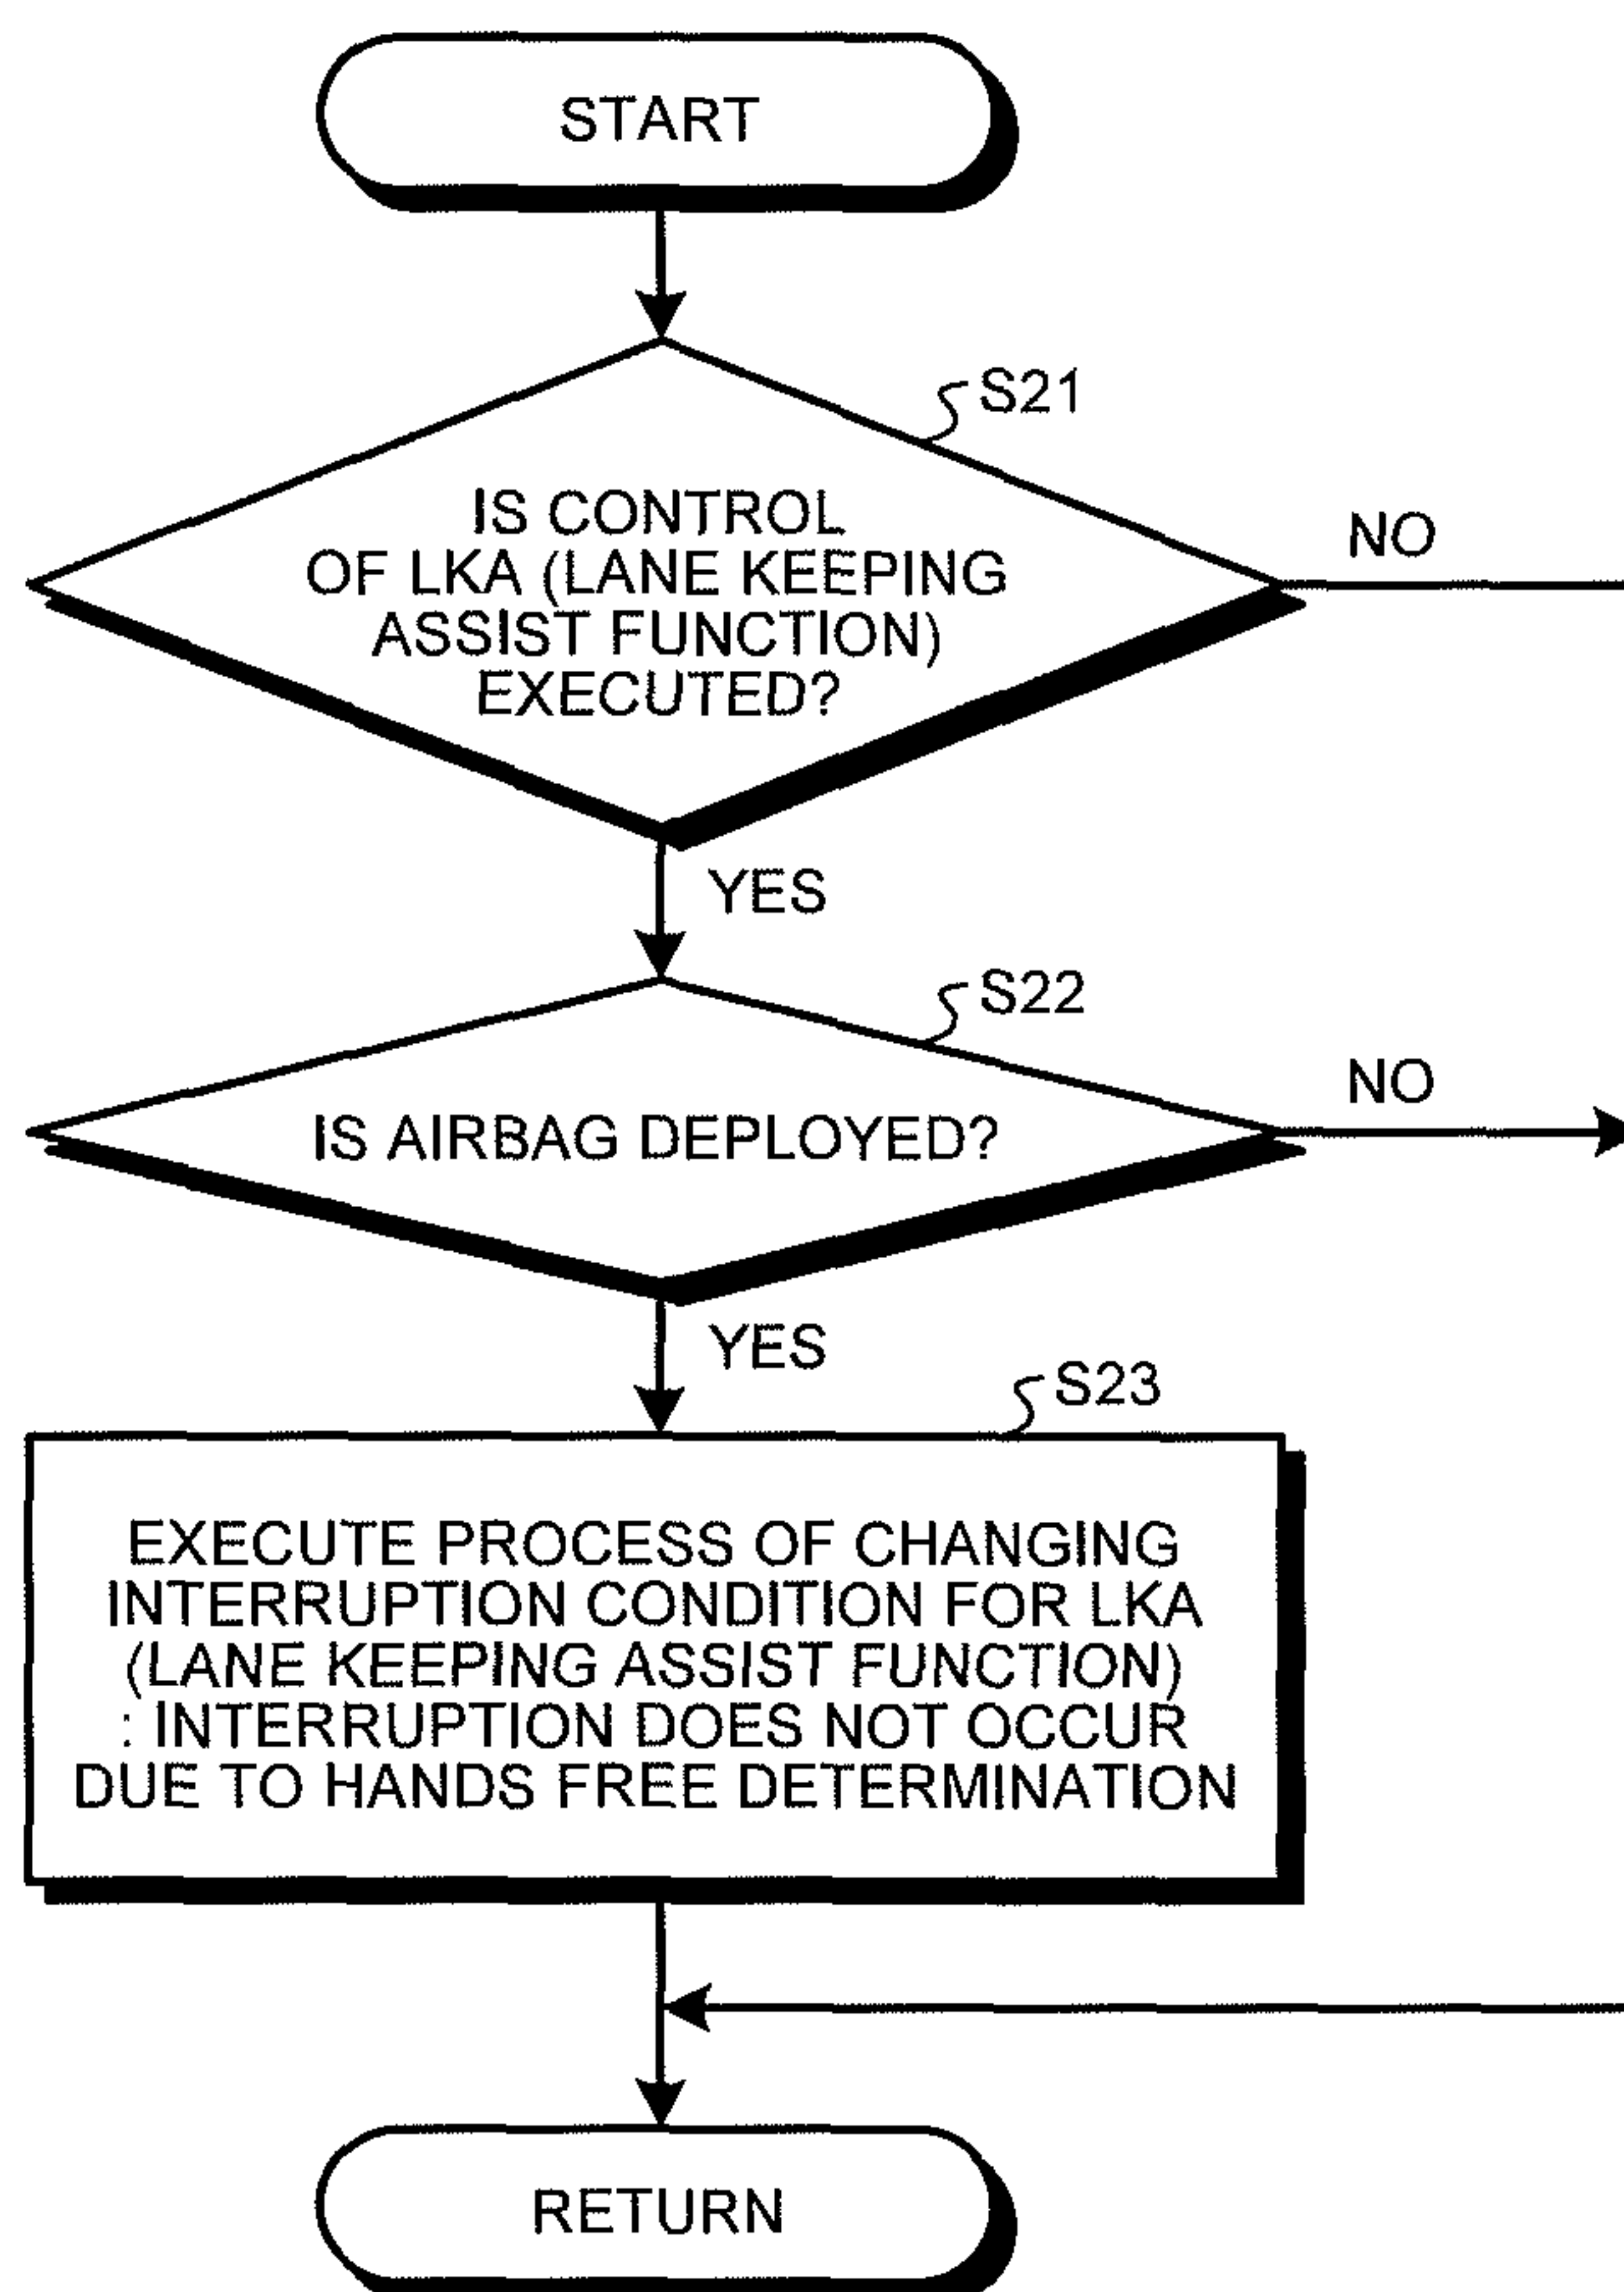 START
S21
IS CONTROL
OF LKA (LANE KEEPING
ASSIST FUNCTION)
EXECUTED?
NO
YES
S22
IS AIRBAG DEPLOYED?
NO
YES
S23
EXECUTE PROCESS OF CHANGING
INTERRUPTION CONDITION FOR LKA
(LANE KEEPING ASSIST FUNCTION)
: INTERRUPTION DOES NOT OCCUR
DUE TO HANDS FREE DETERMINATION
RETURN